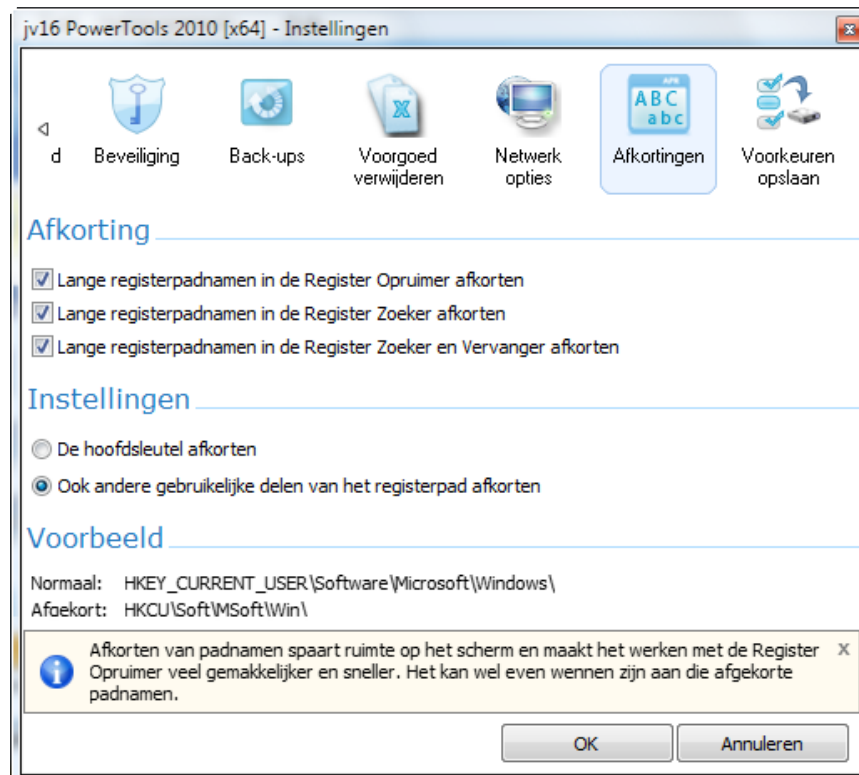 jv16 PowerTools 2010 [x64] - Instellingen
d
Beveiliging
Back-ups
Voorgoed
verwijderen
Netwerk
opties
ABC
abc
Afkortingen
Voorkeuren
opslaan
Afkorting
Lange registerpadnamen in de Register Opruimer afkorten
Lange registerpadnamen in de Register Zoeker afkorten
Lange registerpadnamen in de Register Zoeker en Vervanger afkorten
Instellingen
De hoofdsleutel afkorten
Ook andere gebruikelijke delen van het registerpad afkorten
Voorbeeld
Normaal: HKEY_CURRENT_USER\Software\Microsoft\Windows\
Afgekort: HKCU\Soft\MSoft\Win\
Afkorten van padnamen spaart ruimte op het scherm en maakt het werken met de Register
Opruimer veel gemakkelijker en sneller. Het kan wel even wennen zijn aan die afgekorte
padnamen.
OK
Annuleren